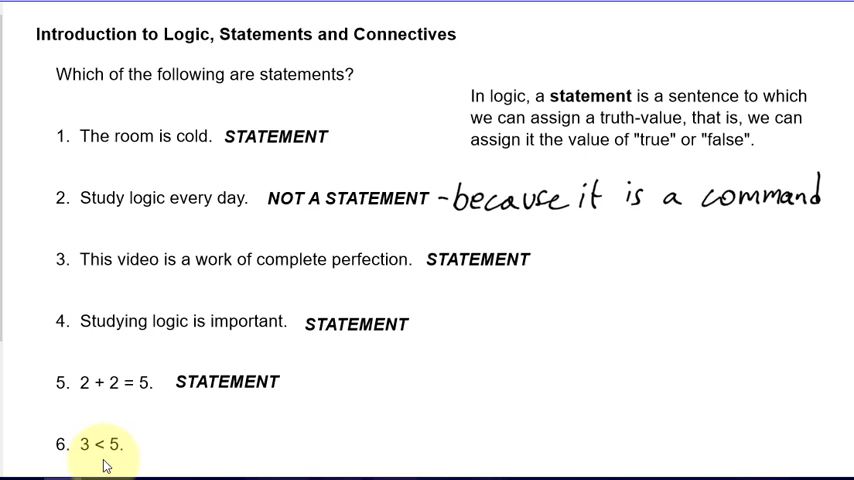 Introduction to Logic, Statements and Connectives
Which of the following are statements?
In logic, a statement is a sentence to which
we can assign a truth-value, that is, we can
assign it the value of "true" or "false".
1. The room is cold. STATEMENT
2. Study logic every day. NOT A STATEMENT - because it is a command
3. This video is a work of complete perfection. STATEMENT
4. Studying logic is important. STATEMENT
5. 2 + 2 = 5. STATEMENT
6. 3 < 5.